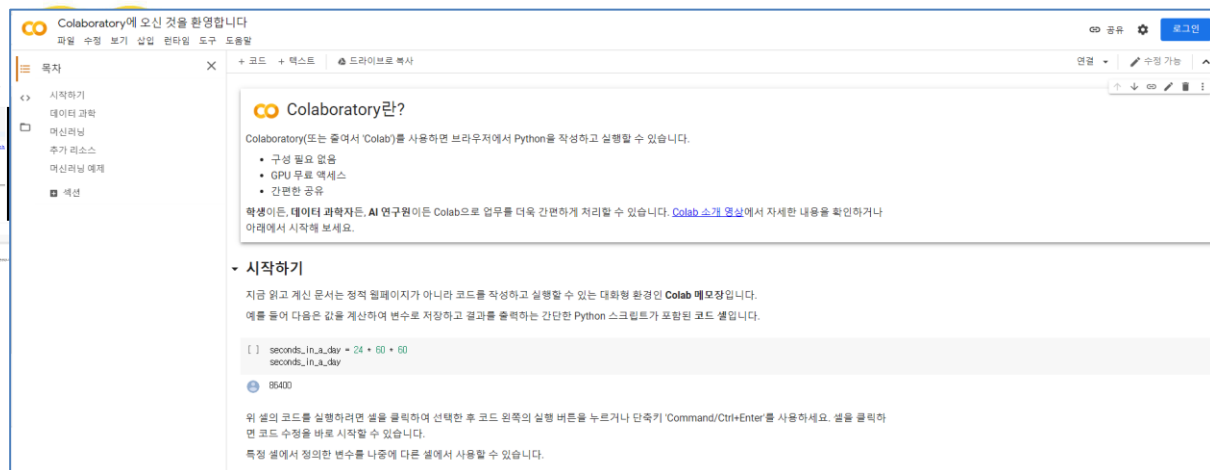 Colaboratory에 오신 것을 환영합니다
파일 수정 보기 삽입 런타임 도구 도움말
공유
로그인
목차
+ 코드 + 텍스트 드라이브로 복사
연결
수정 가능
시작하기
데이터 과학
머신러닝
추가 리소스
머신러닝 예제
섹션
Colaboratory란?
Colaboratory(또는 줄여서 'Colab')를 사용하면 브라우저에서 Python을 작성하고 실행할 수 있습니다.
• 구성 필요 없음
• GPU 무료 액세스
• 간편한 공유
학생이든, 데이터 과학자든, AI 연구원이든 Colab으로 업무를 더욱 간편하게 처리할 수 있습니다. Colab 소개 영상에서 자세한 내용을 확인하거나
아래에서 시작해 보세요.
시작하기
지금 읽고 계신 문서는 정적 웹페이지가 아니라 코드를 작성하고 실행할 수 있는 대화형 환경인 Colab 메모장입니다.
예를 들어 다음은 값을 계산하여 변수로 저장하고 결과를 출력하는 간단한 Python 스크립트가 포함된 코드 셀입니다.
[ ] seconds_in_a_day = 24 * 60 * 60
seconds_in_a_day
86400
위 셀의 코드를 실행하려면 셀을 클릭하여 선택한 후 코드 왼쪽의 실행 버튼을 누르거나 단축키 'Command/Ctrl+Enter'를 사용하세요. 셀을 클릭하
면 코드 수정을 바로 시작할 수 있습니다.
특정 셀에서 정의한 변수를 나중에 다른 셀에서 사용할 수 있습니다.